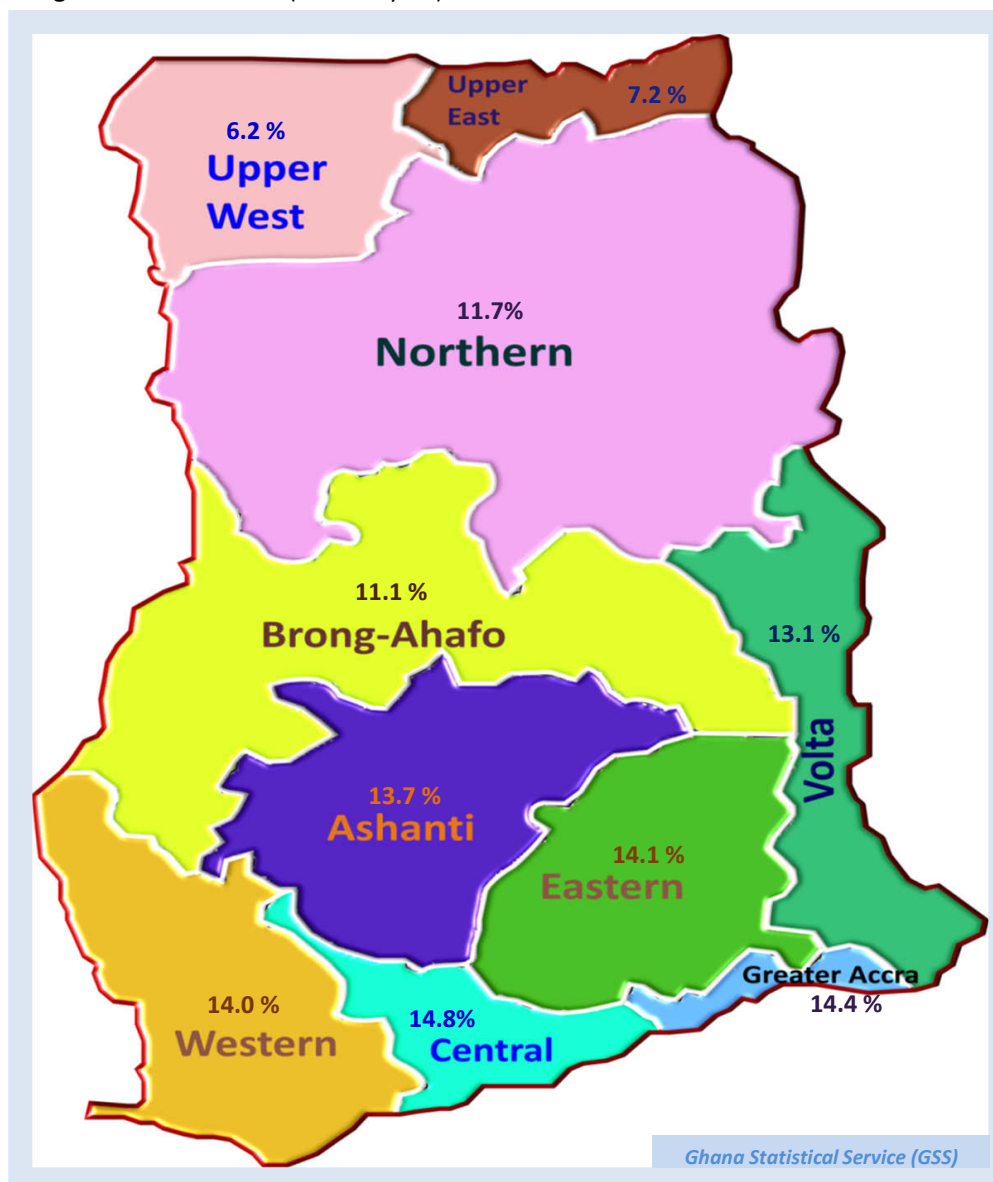 Upper
East
7.2 %
6.2 %
Upper
West
11.7%
Northern
11.1 %
Brong-Ahafo
13.1 %
Volta
13.7 %
Ashanti
14.1 %
Eastern
Greater Accra
14.4 %
14.0 %
Western
14.8%
Central
Ghana Statistical Service (GSS)